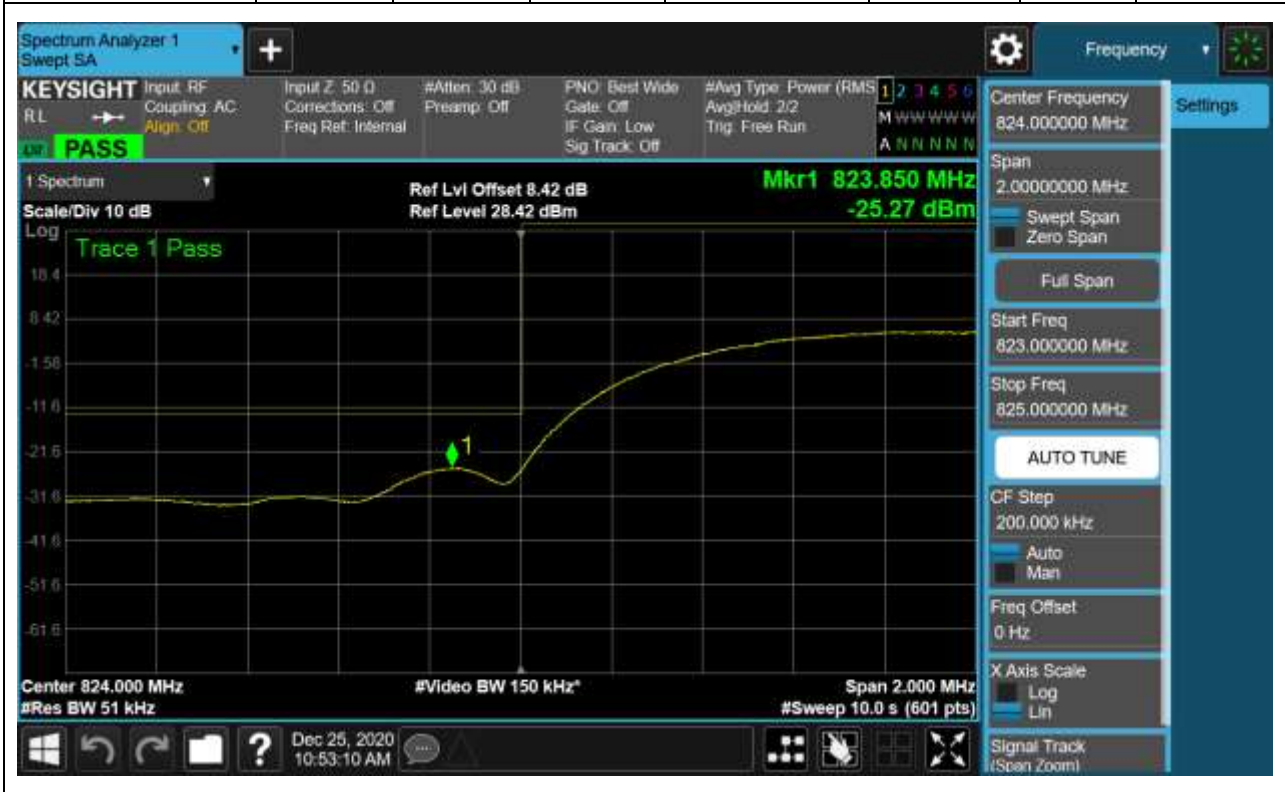 Spectrum Analyzer 1
Swept SA
+
Frequency
KEYSIGHT
RL
PASS
Input: RF
Coupling: AC
Align: Off
Input Z: 50 Ω
Corrections: Off
Freq Ref: Internal
#Atten: 30 dB
Preamp: Off
PNO: Best Wide
Gate: Off
IF Gain: Low
Sig Track: Off
#Avg Type: Power (RMS
Avg|Hold: 2/2
Trig: Free Run
1 2 3 4 5 6
M W W W W W
A N N N N N
Center Frequency
824.000000 MHz
Settings
Span
2.00000000 MHz
Swept Span
Zero Span
Full Span
Start Freq
823.000000 MHz
Stop Freq
825.000000 MHz
AUTO TUNE
CF Step
200.000 kHz
Auto
Man
Freq Offset
0 Hz
X Axis Scale
Log
Lin
Signal Track
(Span Zoom)
1 Spectrum
Scale/Div 10 dB
Ref Lvl Offset 8.42 dB
Ref Level 28.42 dBm
Mkr1 823.850 MHz
-25.27 dBm
Log
Trace 1 Pass
18.4
8.42
-1.58
-11.6
-21.6
-31.6
-41.6
-51.6
-61.6
1
Center 824.000 MHz
#Res BW 51 kHz
#Video BW 150 kHz*
Span 2.000 MHz
#Sweep 10.0 s (601 pts)
?
Dec 25, 2020
10:53:10 AM